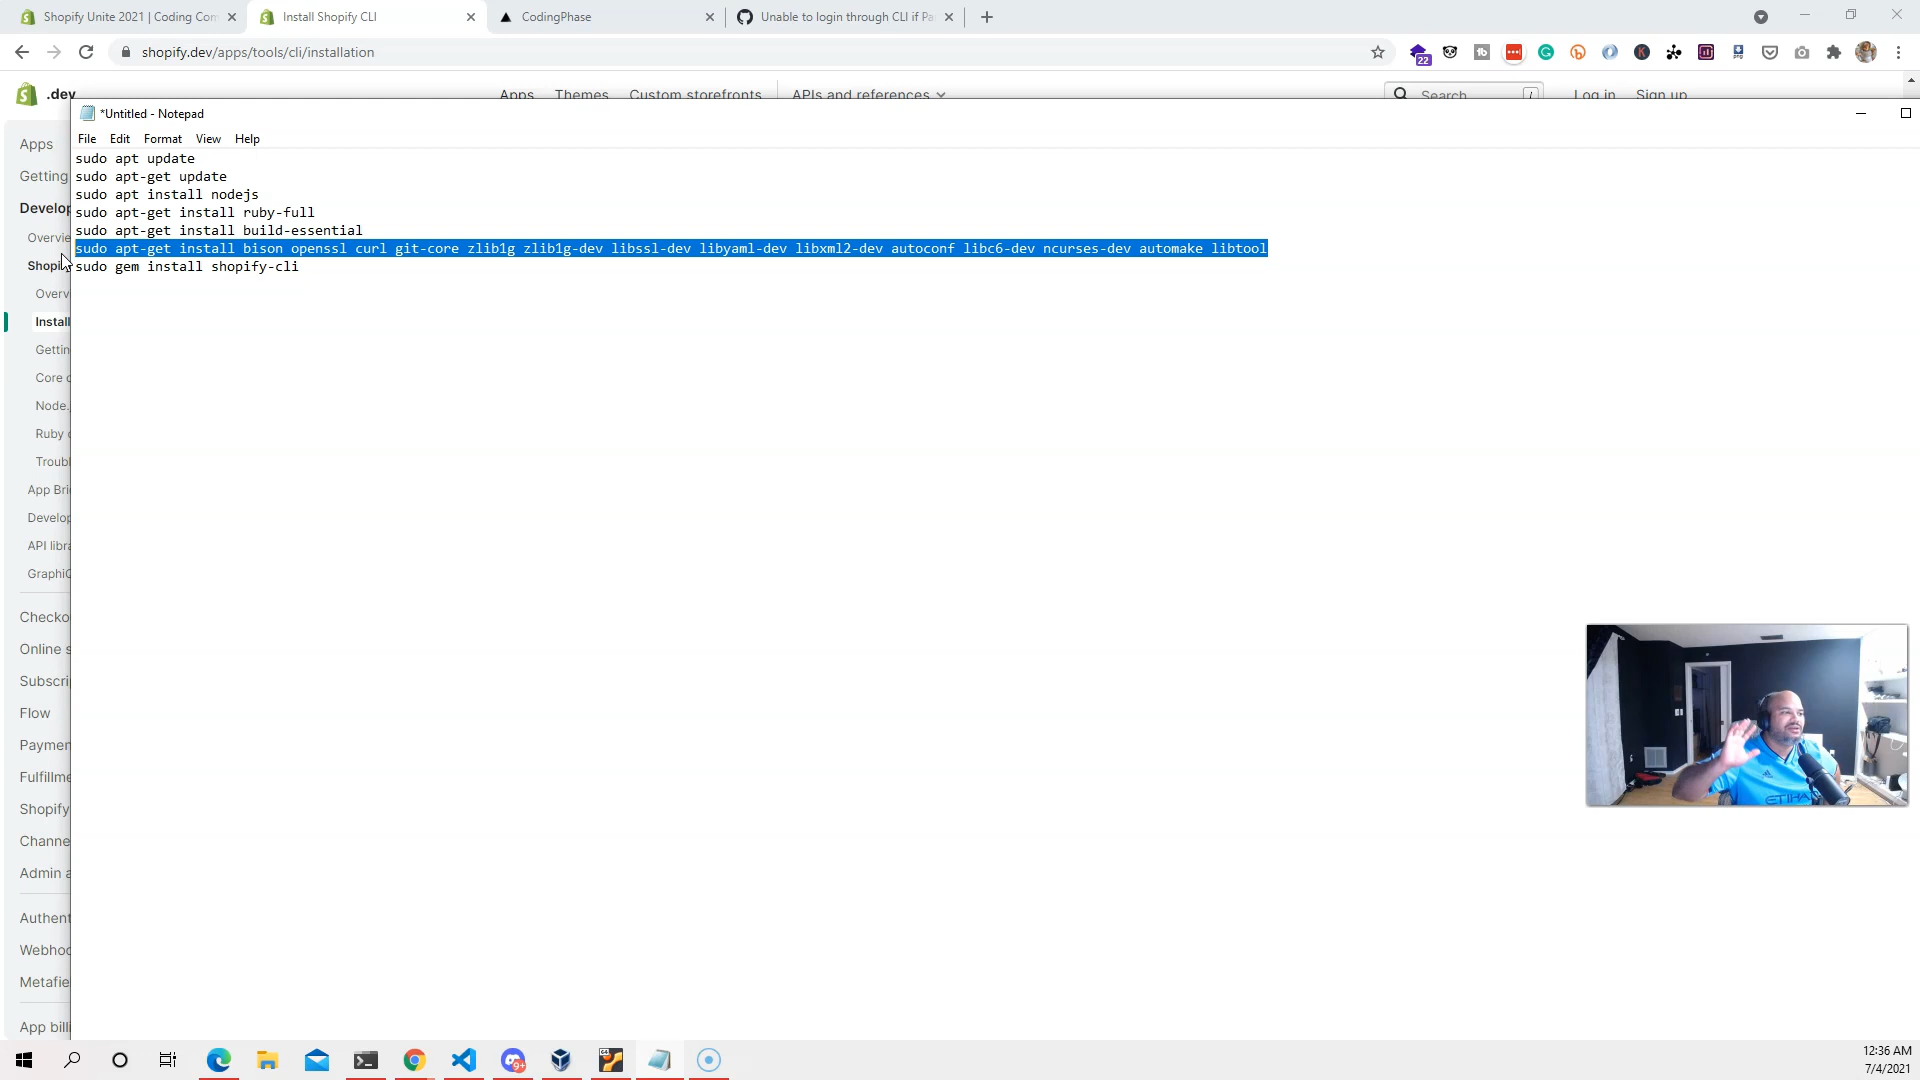 Shopify Unite 2021 | Coding Com
Install Shopify CLI
CodingPhase
Unable to login through CLI if Pa
shopify.dev/apps/tools/cli/installation
22
.dev
Apps
Themes
Custom storefronts
APIs and references
Search
/
Log in
Sign up
*Untitled - Notepad
File Edit Format View Help
sudo apt update
sudo apt-get update
sudo apt install nodejs
sudo apt-get install ruby-full
sudo apt-get install build-essential
sudo apt-get install bison openssl curl git-core zlib1g zlib1g-dev libssl-dev libyaml-dev libxml2-dev autoconf libc6-dev ncurses-dev automake libtool
sudo gem install shopify-cli
Apps
Getting
Develop
Overvie
Shopi
Overv
Install
Gettin
Core c
Node.
Ruby c
Troubl
App Bri
Develop
API libra
GraphiQ
Checko
Online s
Subscri
Flow
Paymen
Fulfillme
Shopify
Channe
Admin a
Authent
Webhoo
Metafie
App billi
9+
ETIHA
12:36 AM
7/4/2021